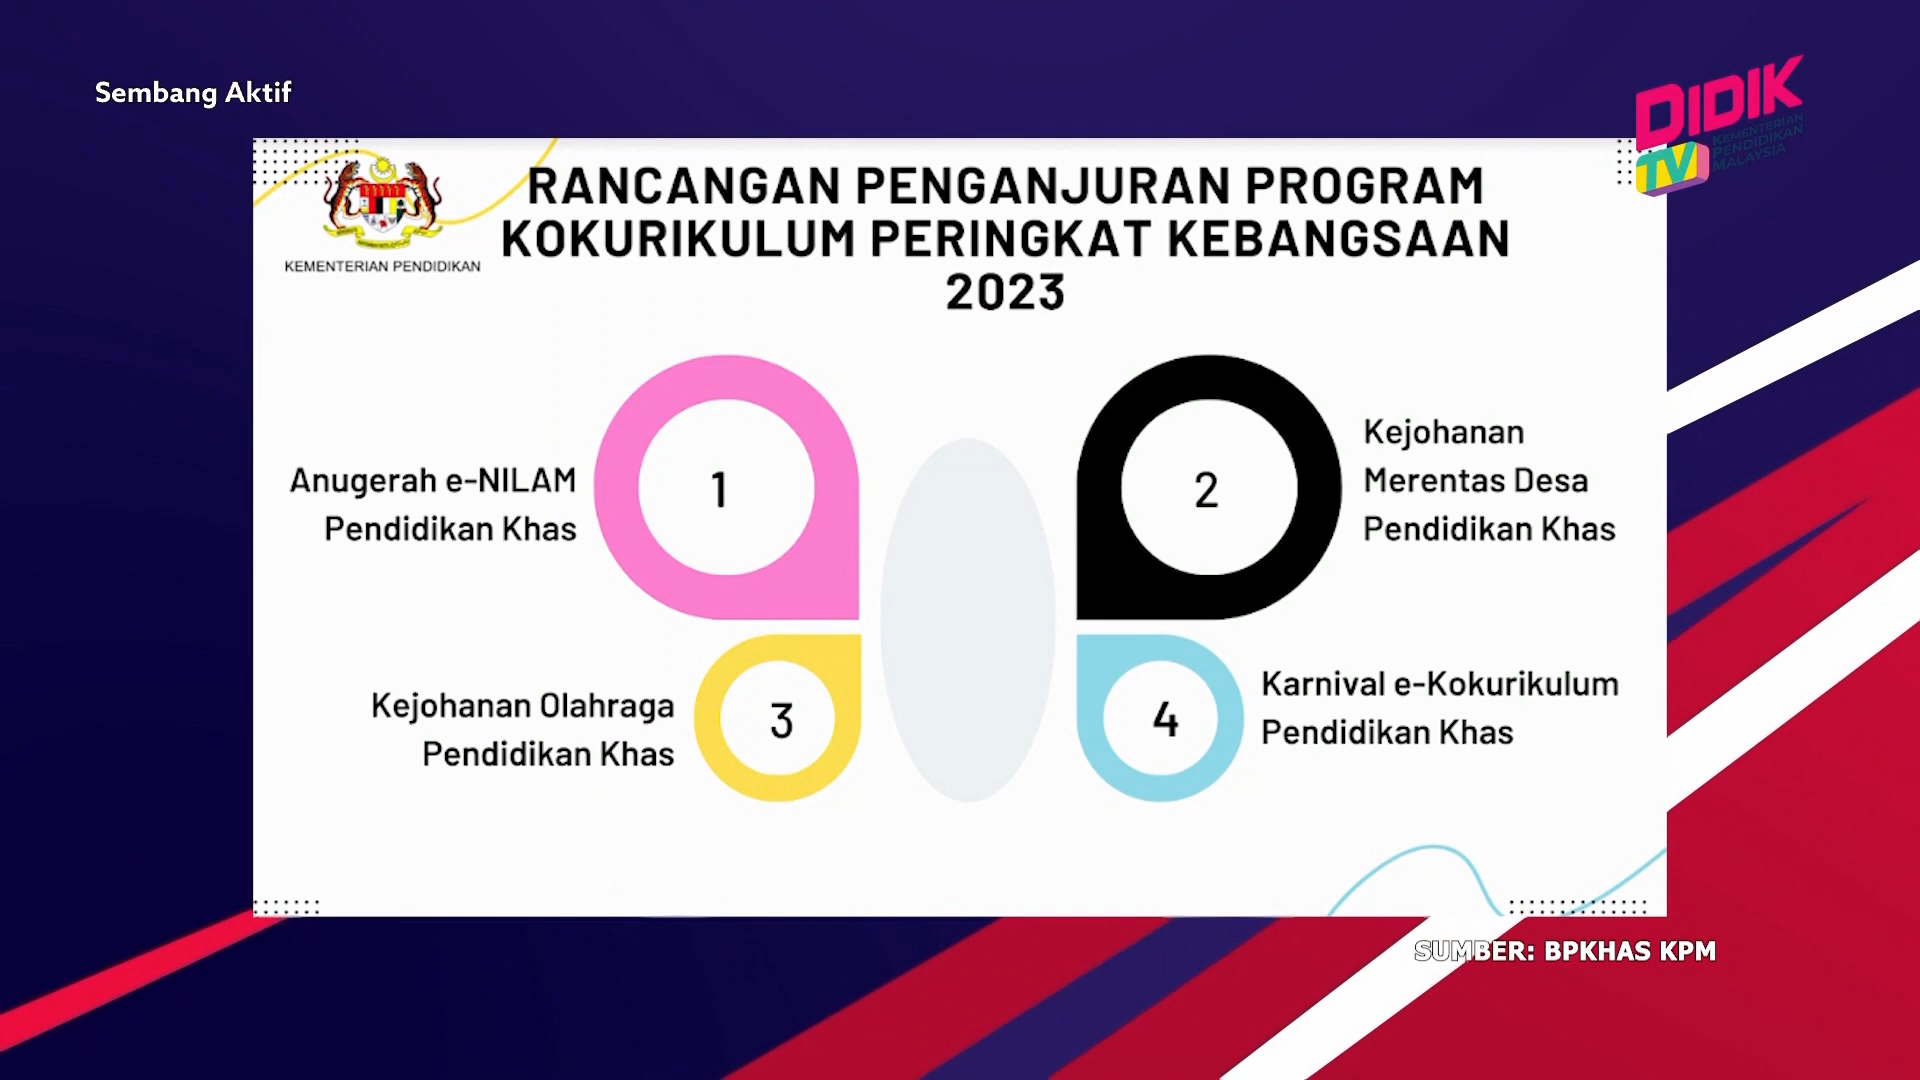 Sembang Aktif
DIDIK
TV
KEMENTERIAN
PENDIDIKAN
MALAYSIA
KEMENTERIAN PENDIDIKAN
RANCANGAN PENGANJURAN PROGRAM
KOKURIKULUM PERINGKAT KEBANGSAAN
2023
1
Anugerah e-NILAM
Pendidikan Khas
2
Kejohanan
Merentas Desa
Pendidikan Khas
3
Kejohanan Olahraga
Pendidikan Khas
4
Karnival e-Kokurikulum
Pendidikan Khas
SUMBER: BPKHAS KPM